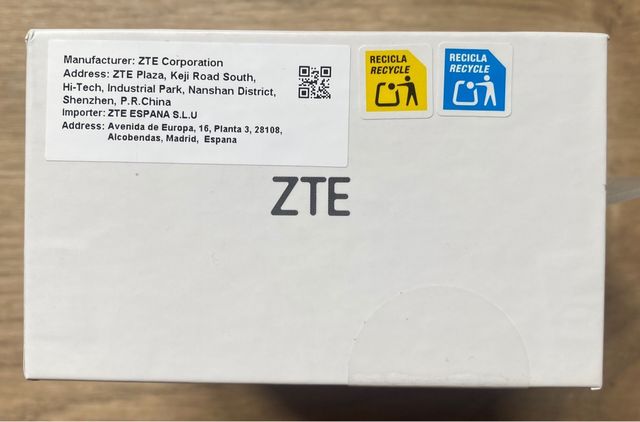 Manufacturer: ZTE Corporation
Address: ZTE Plaza, Keji Road South,
Hi-Tech, Industrial Park, Nanshan District,
Shenzhen, P.R.China
Importer: ZTE ESPANA S.L.U
Address: Avenida de Europa, 16, Planta 3, 28108,
Alcobendas, Madrid, Espana
RECICLA
RECYCLE
RECICLA
RECYCLE
ZTE